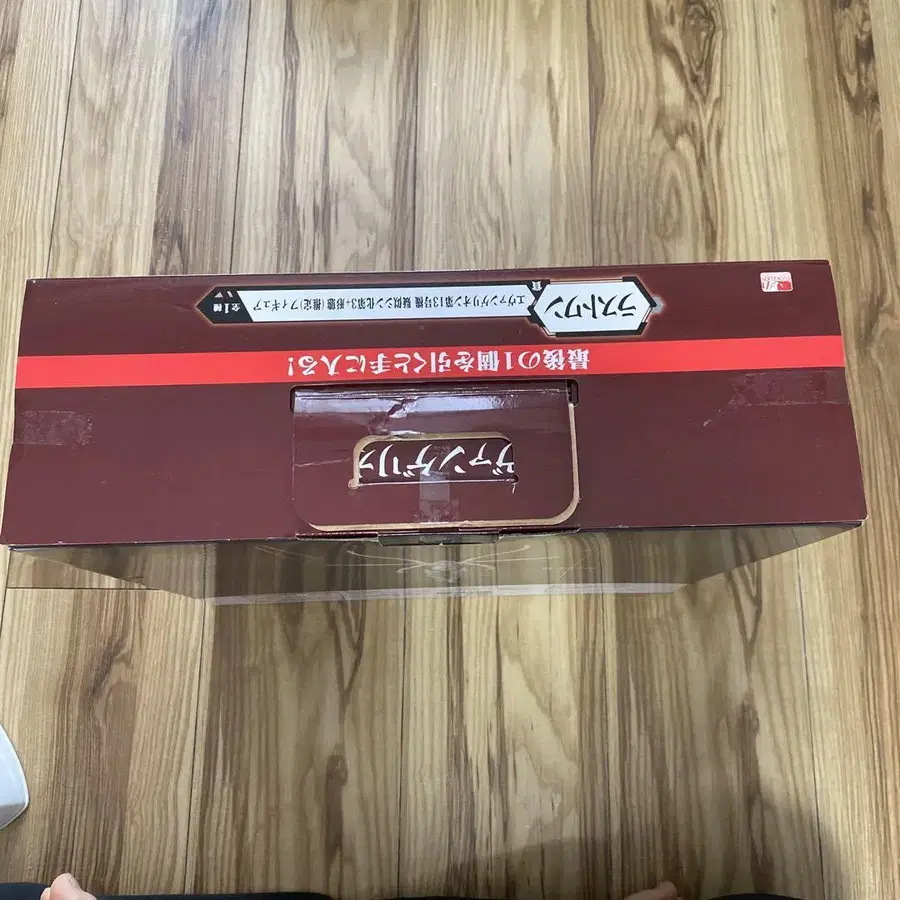 ラストワン賞
エヴァンゲリオン第13号機 疑似シン化第3+形態(推定)フィギュア
全1種
最後の1個を引くと手に入る!
ヴァンゲリオ